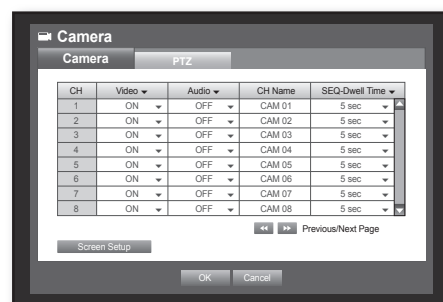 Camera
Camera PTZ
CH Video Audio CH Name SEQ-Dwell Time
1 ON OFF CAM 01 5 sec
2 ON OFF CAM 02 5 sec
3 ON OFF CAM 03 5 sec
4 ON OFF CAM 04 5 sec
5 ON OFF CAM 05 5 sec
6 ON OFF CAM 06 5 sec
7 ON OFF CAM 07 5 sec
8 ON OFF CAM 08 5 sec
Previous/Next Page
Screen Setup
OK Cancel